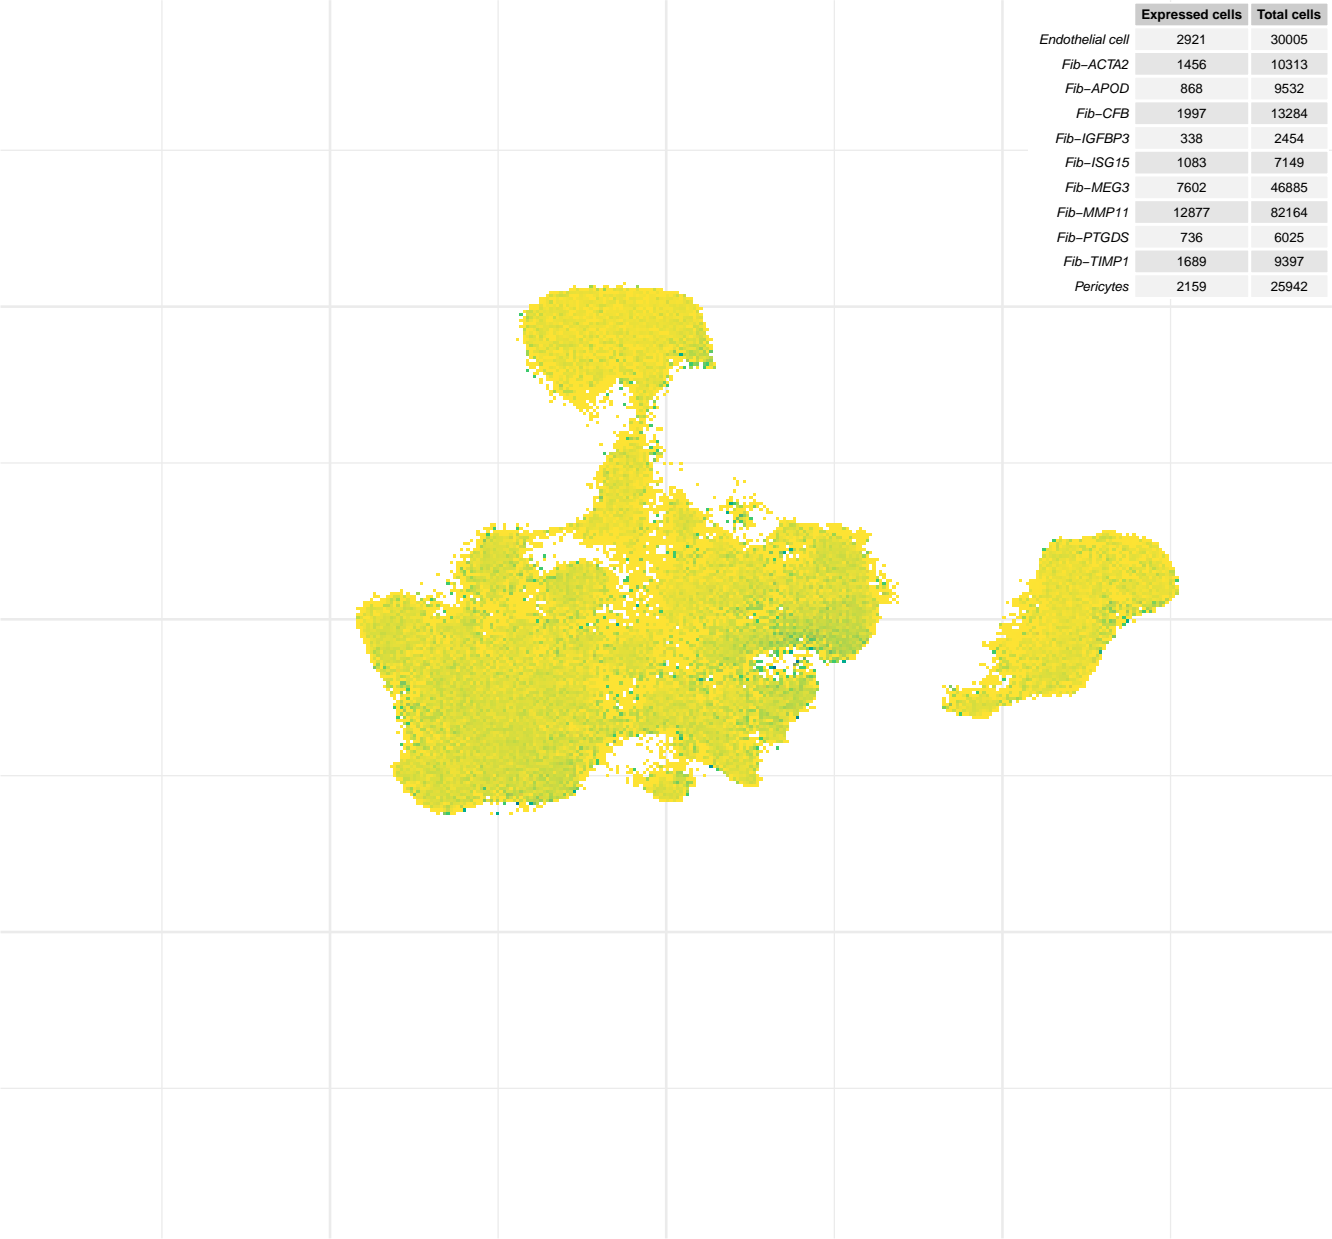 Expressed cells Total cells
Endothelial cell 2921 30005
Fib−ACTA2 1456 10313
Fib−APOD 868 9532
Fib−CFB 1997 13284
Fib−IGFBP3 338 2454
Fib−ISG15 1083 7149
Fib−MEG3 7602 46885
Fib−MMP11 12877 82164
Fib−PTGDS 736 6025
Fib−TIMP1 1689 9397
Pericytes 2159 25942